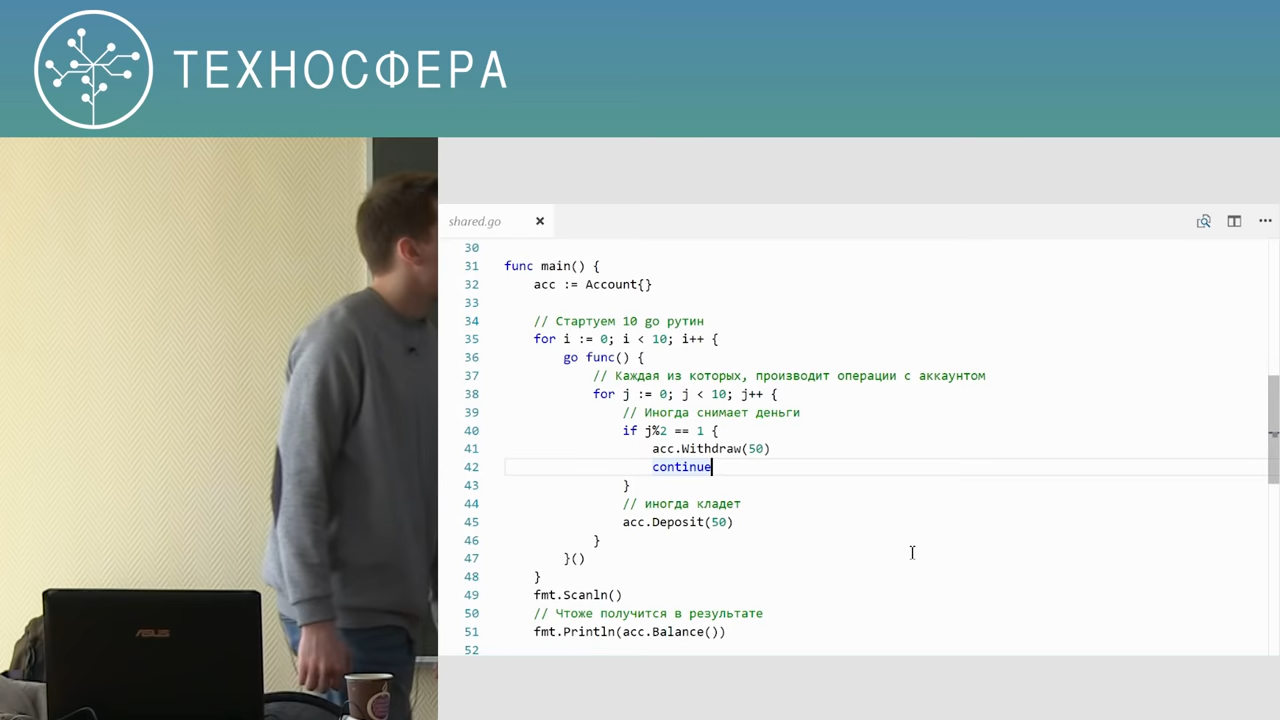 ТЕХНОСФЕРА
shared.go
30
31 func main() {
32 acc := Account{}
33
34 // Стартуем 10 go рутин
35 for i := 0; i < 10; i++ {
36 go func() {
37 // Каждая из которых, производит операции с аккаунтом
38 for j := 0; j < 10; j++ {
39 // Иногда снимает деньги
40 if j%2 == 1 {
41 acc.Withdraw(50)
42 continue
43 }
44 // иногда кладет
45 acc.Deposit(50)
46 }
47 }()
48 }
49 fmt.Scanln()
50 // Чтоже получится в результате
51 fmt.Println(acc.Balance())
52
ASUS